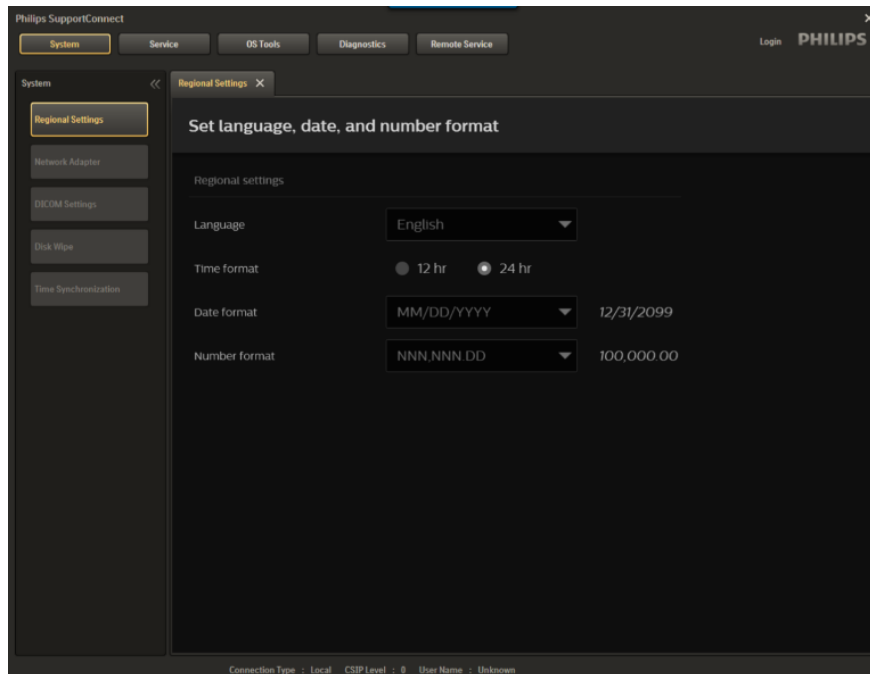 Philips SupportConnect
System Service OS Tools Diagnostics Remote Service Login PHILIPS
System
Regional Settings
Network Adapter
DICOM Settings
Disk Wipe
Time Synchronization
Regional Settings
Set language, date, and number format
Regional settings
Language English
Time format 12 hr 24 hr
Date format MM/DD/YYYY 12/31/2099
Number format NNN,NNN.DD 100,000.00
Connection Type : Local CSIP Level : 0 User Name : Unknown